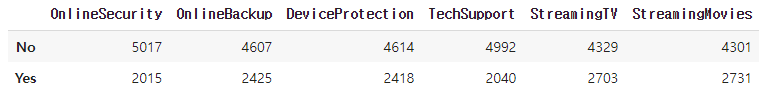 OnlineSecurity OnlineBackup DeviceProtection TechSupport StreamingTV StreamingMovies
No 5017 4607 4614 4992 4329 4301
Yes 2015 2425 2418 2040 2703 2731